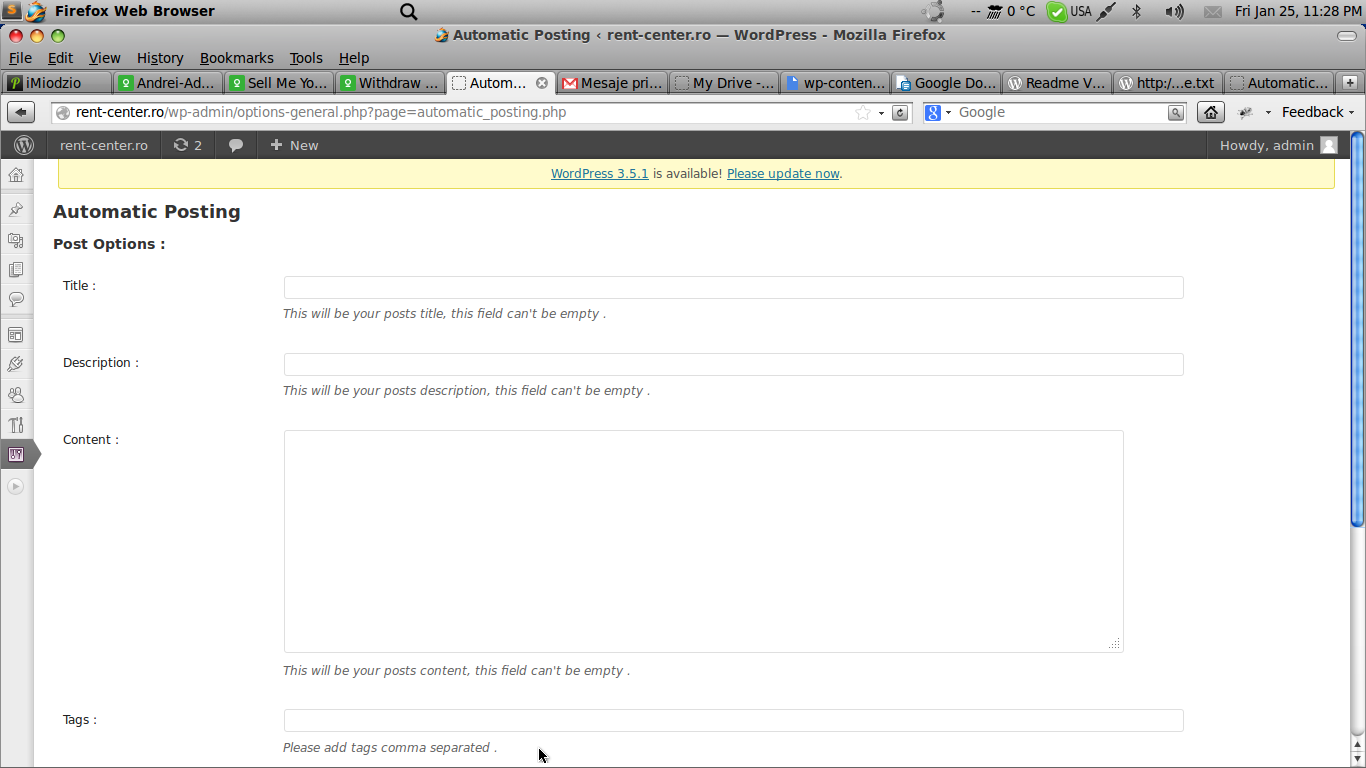 Firefox Web Browser
-- 0 °C USA Fri Jan 25, 11:28 PM
Automatic Posting ‹ rent-center.ro — WordPress - Mozilla Firefox
File Edit View History Bookmarks Tools Help
iMiodzio Andrei-Ad... Sell Me Yo... Withdraw ... Autom... Mesaje pri... My Drive -... wp-conten... Google Do... Readme V... http:/...e.txt Automatic...
rent-center.ro/wp-admin/options-general.php?page=automatic_posting.php Google Feedback
rent-center.ro 2 New Howdy, admin
WordPress 3.5.1 is available! Please update now.
Automatic Posting
Post Options :
Title :
This will be your posts title, this field can't be empty .
Description :
This will be your posts description, this field can't be empty .
Content :
This will be your posts content, this field can't be empty .
Tags :
Please add tags comma separated .